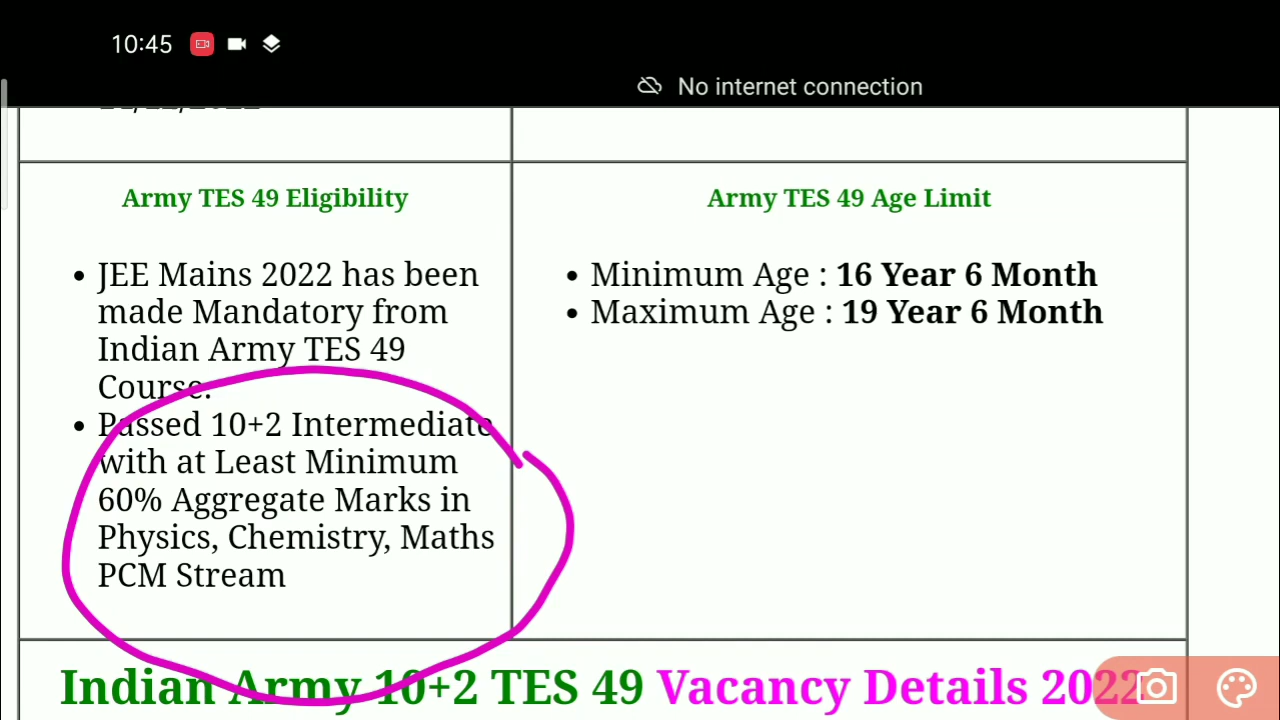 10:45
No internet connection
Army TES 49 Eligibility
JEE Mains 2022 has been
made Mandatory from
Indian Army TES 49
Course.
Passed 10+2 Intermediate
with at Least Minimum
60% Aggregate Marks in
Physics, Chemistry, Maths
PCM Stream
Army TES 49 Age Limit
Minimum Age : 16 Year 6 Month
Maximum Age : 19 Year 6 Month
Indian Army 10+2 TES 49 Vacancy Details 2022